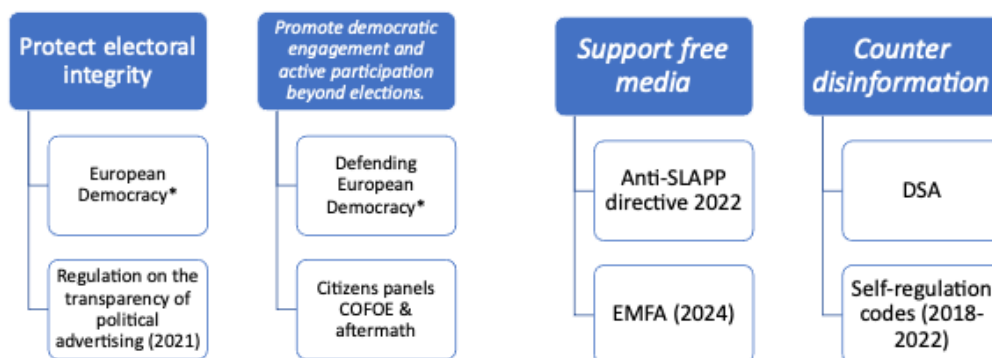 Protect electoral
integrity
European
Democracy*
Regulation on the
transparency of
political
advertising (2021)
Promote democratic
engagement and
active participation
beyond elections.
Defending
European
Democracy*
Citizens panels
COFOE &
aftermath
Support free
media
Anti-SLAPP
directive 2022
EMFA (2024)
Counter
disinformation
DSA
Self-regulation
codes (2018-
2022)